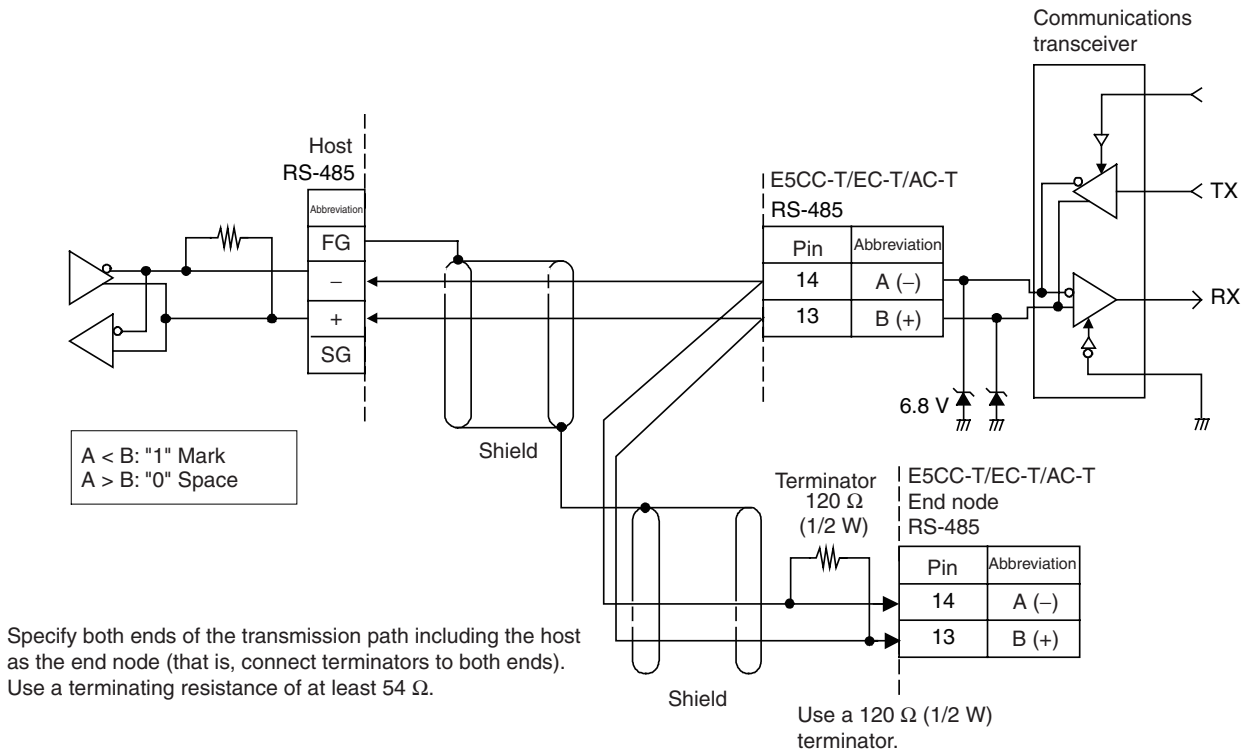 Communications
transceiver
Host
RS-485
Abbreviation
FG
−
+
SG
E5CC-T/EC-T/AC-T
RS-485
Pin Abbreviation
14 A (−)
13 B (+)
TX
RX
6.8 V
Shield
A < B: "1" Mark
A > B: "0" Space
Terminator
120 Ω
(1/2 W)
E5CC-T/EC-T/AC-T
End node
RS-485
Pin Abbreviation
14 A (−)
13 B (+)
Specify both ends of the transmission path including the host
as the end node (that is, connect terminators to both ends).
Use a terminating resistance of at least 54 Ω.
Shield
Use a 120 Ω (1/2 W)
terminator.